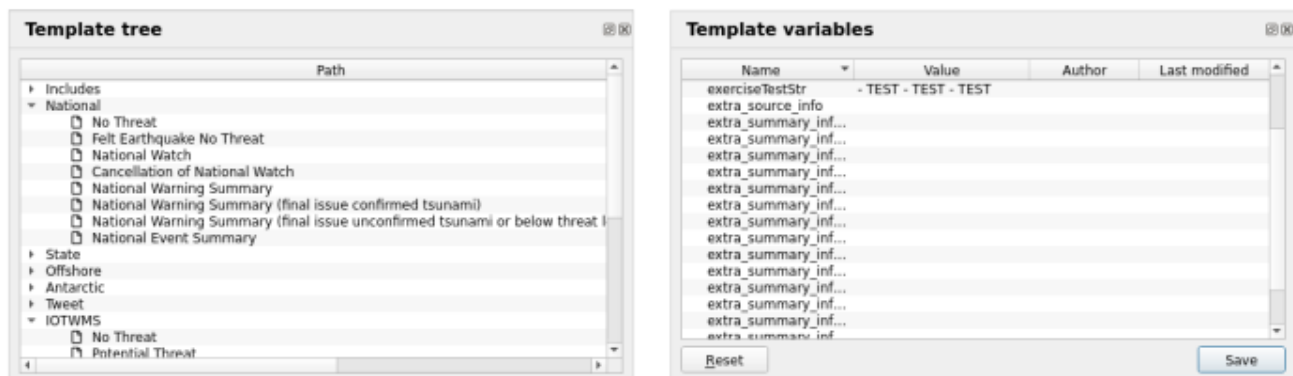 Template tree
Path
Includes
National
No Threat
Felt Earthquake No Threat
National Watch
Cancellation of National Watch
National Warning Summary
National Warning Summary (final issue confirmed tsunami)
National Warning Summary (final issue unconfirmed tsunami or below threat
National Event Summary
State
Offshore
Antarctic
Tweet
IOTWMS
No Threat
Potential Threat
Template variables
Name Value Author Last modified
exerciseTestStr - TEST - TEST - TEST
extra_source_info
extra_summary_inf...
extra_summary_inf...
extra_summary_inf...
extra_summary_inf...
extra_summary_inf...
extra_summary_inf...
extra_summary_inf...
extra_summary_inf...
extra_summary_inf...
extra_summary_inf...
extra_summary_inf...
extra_summary_inf...
extra_summary_inf...
extra_summary_inf...
Reset Save